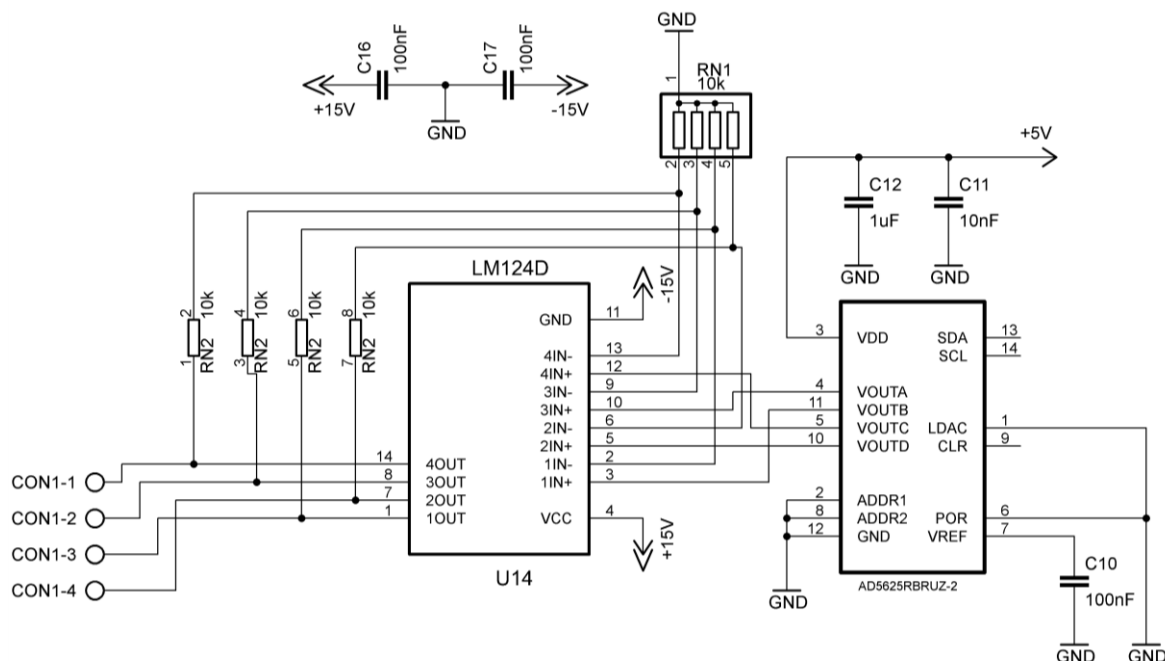 C16
100nF
C17
100nF
+15V
-15V
GND
GND
1
RN1
10k
2
3
4
5
+5V
C12
1uF
C11
10nF
GND
GND
2
10k
1
RN2
4
10k
3
RN2
6
10k
5
RN2
8
10k
7
RN2
LM124D
-15V
GND
11
4IN-
13
4IN+
12
3IN-
9
3IN+
10
2IN-
6
2IN+
5
1IN-
2
1IN+
3
VCC
4
+15V
14
4OUT
8
3OUT
7
2OUT
1
1OUT
U14
CON1-1
CON1-2
CON1-3
CON1-4
3
VDD
SDA
13
SCL
14
4
VOUTA
11
VOUTB
5
VOUTC
10
VOUTD
LDAC
1
CLR
9
2
ADDR1
8
ADDR2
12
GND
POR
6
VREF
7
AD5625RBRUZ-2
GND
C10
100nF
GND
GND